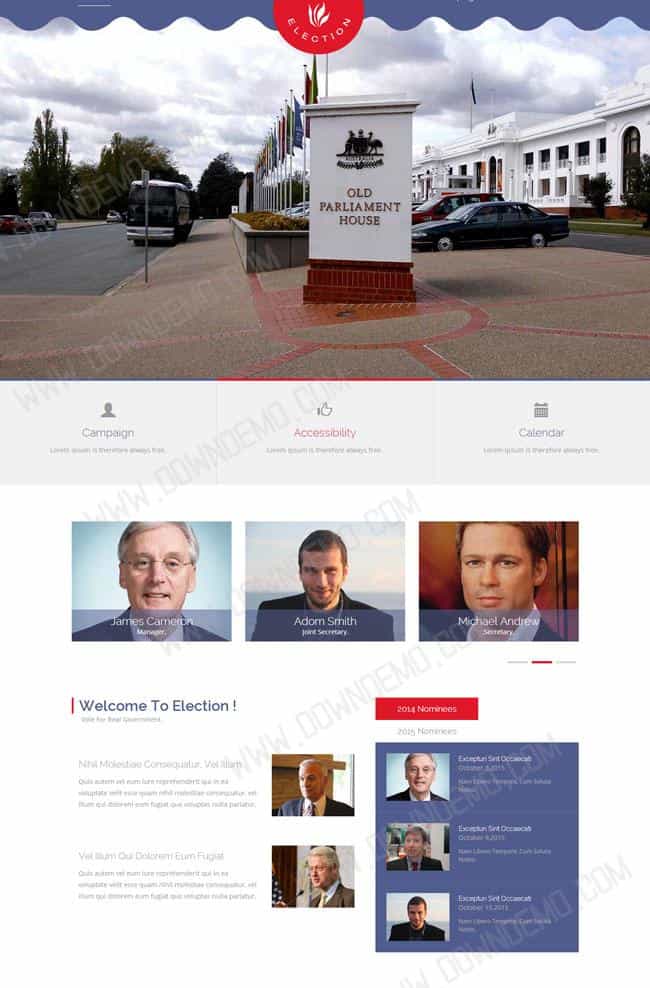 ELECTION
AUSTRALIA
OLD
PARLIAMENT
HOUSE
Campaign
Lorem ipsum is therefore always free.
Accessibility
Lorem ipsum is therefore always free.
Calendar
Lorem ipsum is therefore always free.
James Cameron
Manager.
Adom Smith
Joint Secretary.
Michael Andrew
Secretary.
Welcome To Election !
Vote for Real Government.
Nihil Molestiae Consequatur, Vel Illum
Quis autem vel eum iure reprehenderit qui in ea
voluptate velit esse quam nihil molestiae consequatur, vel
illum qui dolorem eum fugiat quo voluptas nulla pariatur.
Vel Illum Qui Dolorem Eum Fugiat
Quis autem vel eum iure reprehenderit qui in ea
voluptate velit esse quam nihil molestiae consequatur, vel
illum qui dolorem eum fugiat quo voluptas nulla pariatur.
2014 Nominees
2015 Nominees
Excepturi Sint Occaecati
October 8,2015
Nam Libero Tempore, Cum Soluta
Nobis.
Excepturi Sint Occaecati
October 9,2015
Nam Libero Tempore, Cum Soluta
Nobis.
Excepturi Sint Occaecati
October 15,2015
Nam Libero Tempore, Cum Soluta
Nobis.
WWW.DOWNDEMO.COM